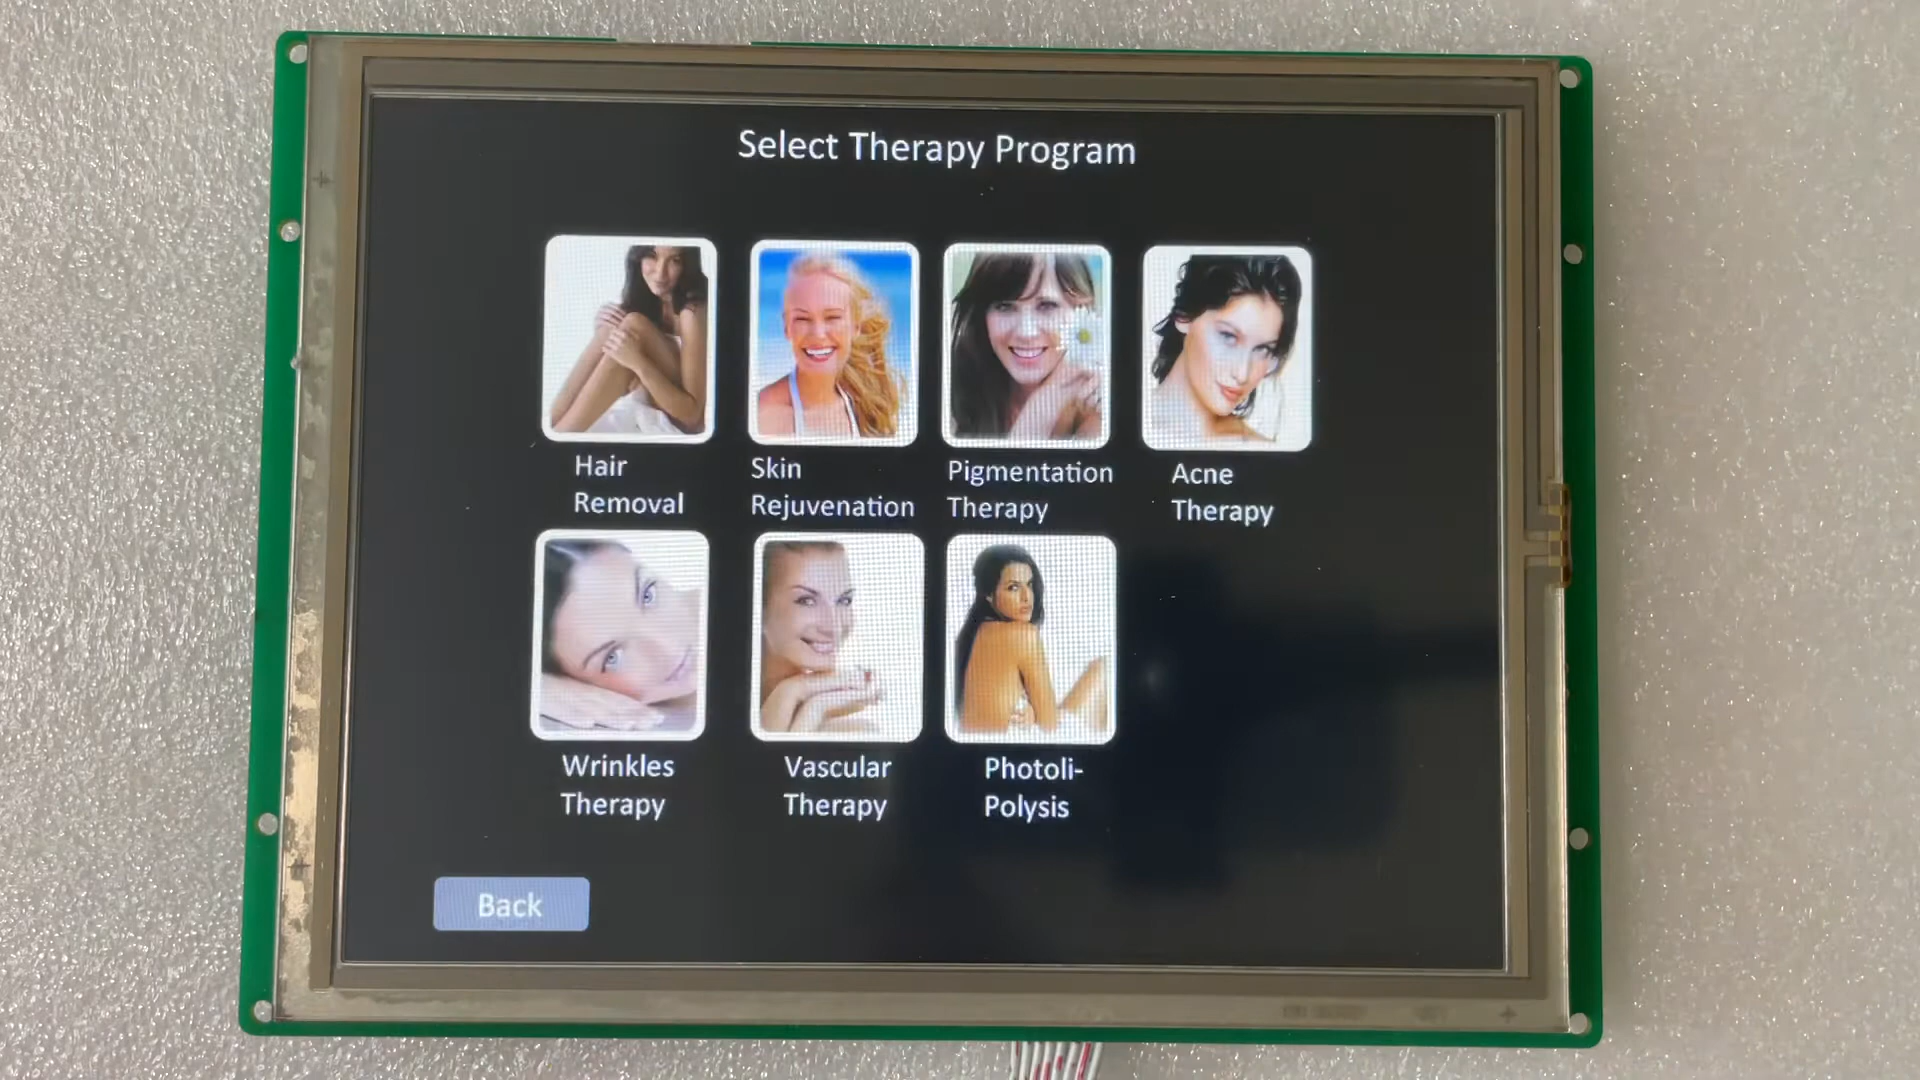 Select Therapy Program
Hair
Removal
Skin
Rejuvenation
Pigmentation
Therapy
Acne
Therapy
Wrinkles
Therapy
Vascular
Therapy
Photoli-
Polysis
Back